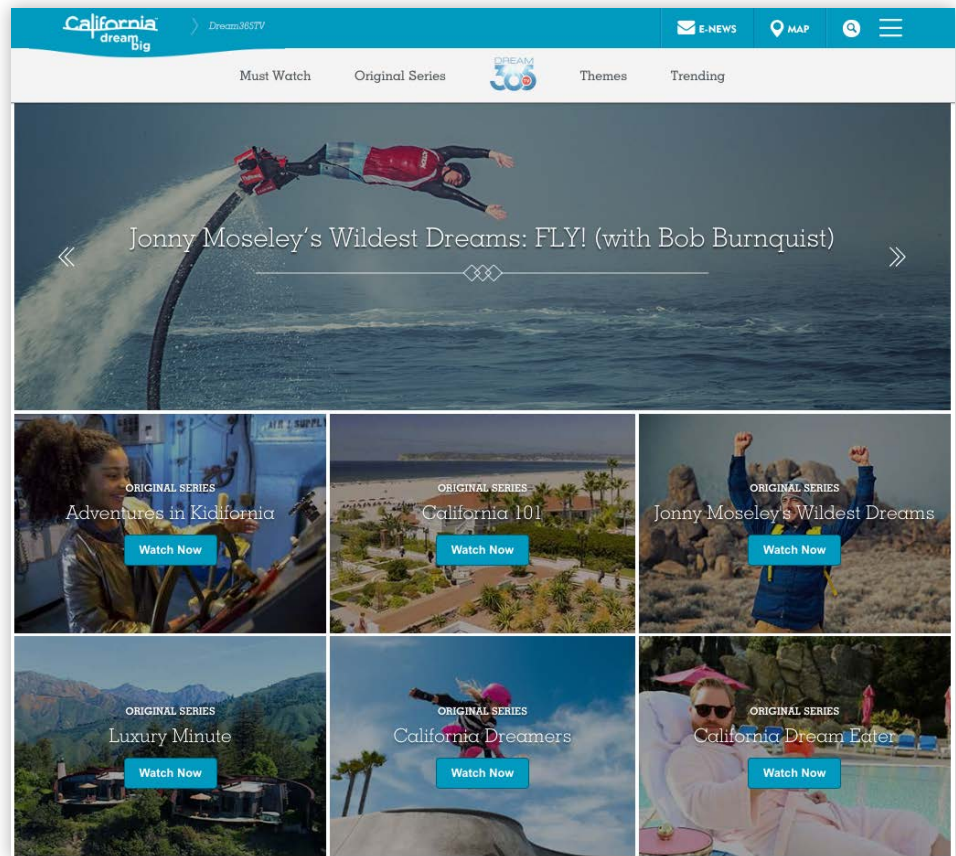 California
dream
big
Dream365TV
E-NEWS
MAP
Must Watch
Original Series
DREAM
365
TV
Themes
Trending
Jonny Moseley's Wildest Dreams: FLY! (with Bob Burnquist)
ORIGINAL SERIES
Adventures in Kidifornia
Watch Now
ORIGINAL SERIES
California 101
Watch Now
ORIGINAL SERIES
Jonny Moseley's Wildest Dreams
Watch Now
ORIGINAL SERIES
Luxury Minute
Watch Now
ORIGINAL SERIES
California Dreamers
Watch Now
ORIGINAL SERIES
California Dream Eater
Watch Now